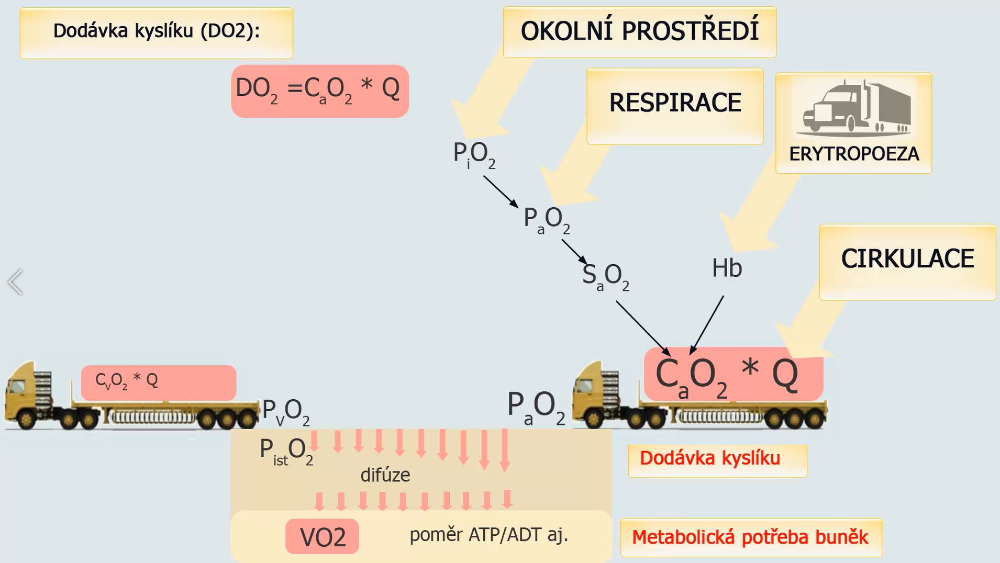 Dodávka kyslíku (DO2):
OKOLNÍ PROSTŘEDÍ
DO₂ =CₐO₂ * Q
RESPIRACE
ERYTROPOEZA
PᵢO₂
PₐO₂
SₐO₂
Hb
CIRKULACE
CᵥO₂ * Q
CₐO₂ * Q
PᵥO₂
PₐO₂
PistO₂
difúze
Dodávka kyslíku
VO2
poměr ATP/ADT aj.
Metabolická potřeba buněk